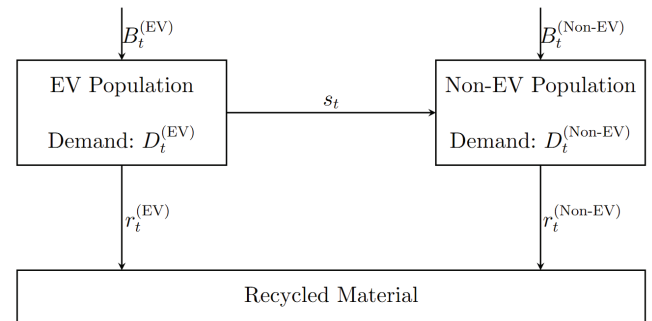 B_t^{(EV)}
B_t^{(Non-EV)}
EV Population
Non-EV Population
s_t
Demand: D_t^{(EV)}
Demand: D_t^{(Non-EV)}
r_t^{(EV)}
r_t^{(Non-EV)}
Recycled Material